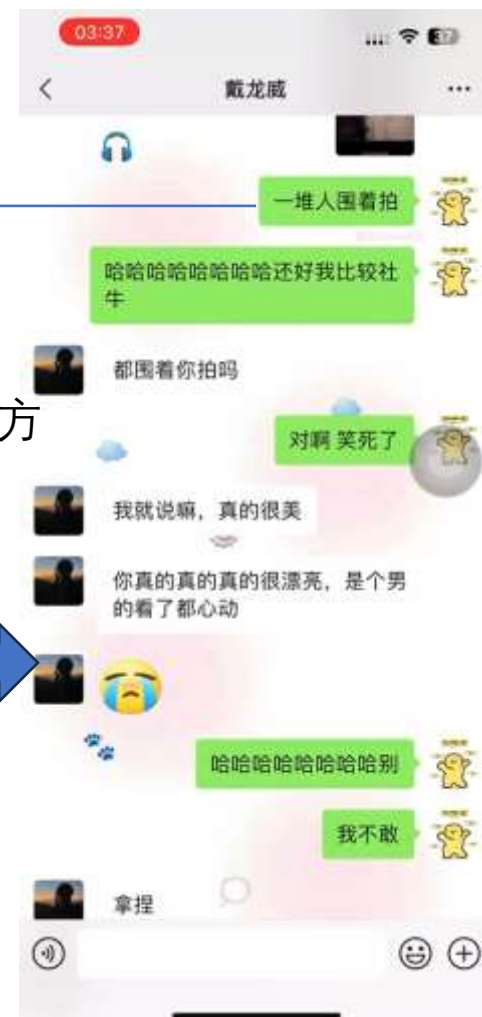 03:37
37
戴龙威
一堆人围着拍
哈哈哈哈哈哈哈哈还好我比较社
牛
都围着你拍吗
方
对啊 笑死了
我就说嘛，真的很美
你真的真的真的很漂亮，是个男
的看了都心动
哈哈哈哈哈哈哈哈别
我不敢
拿捏